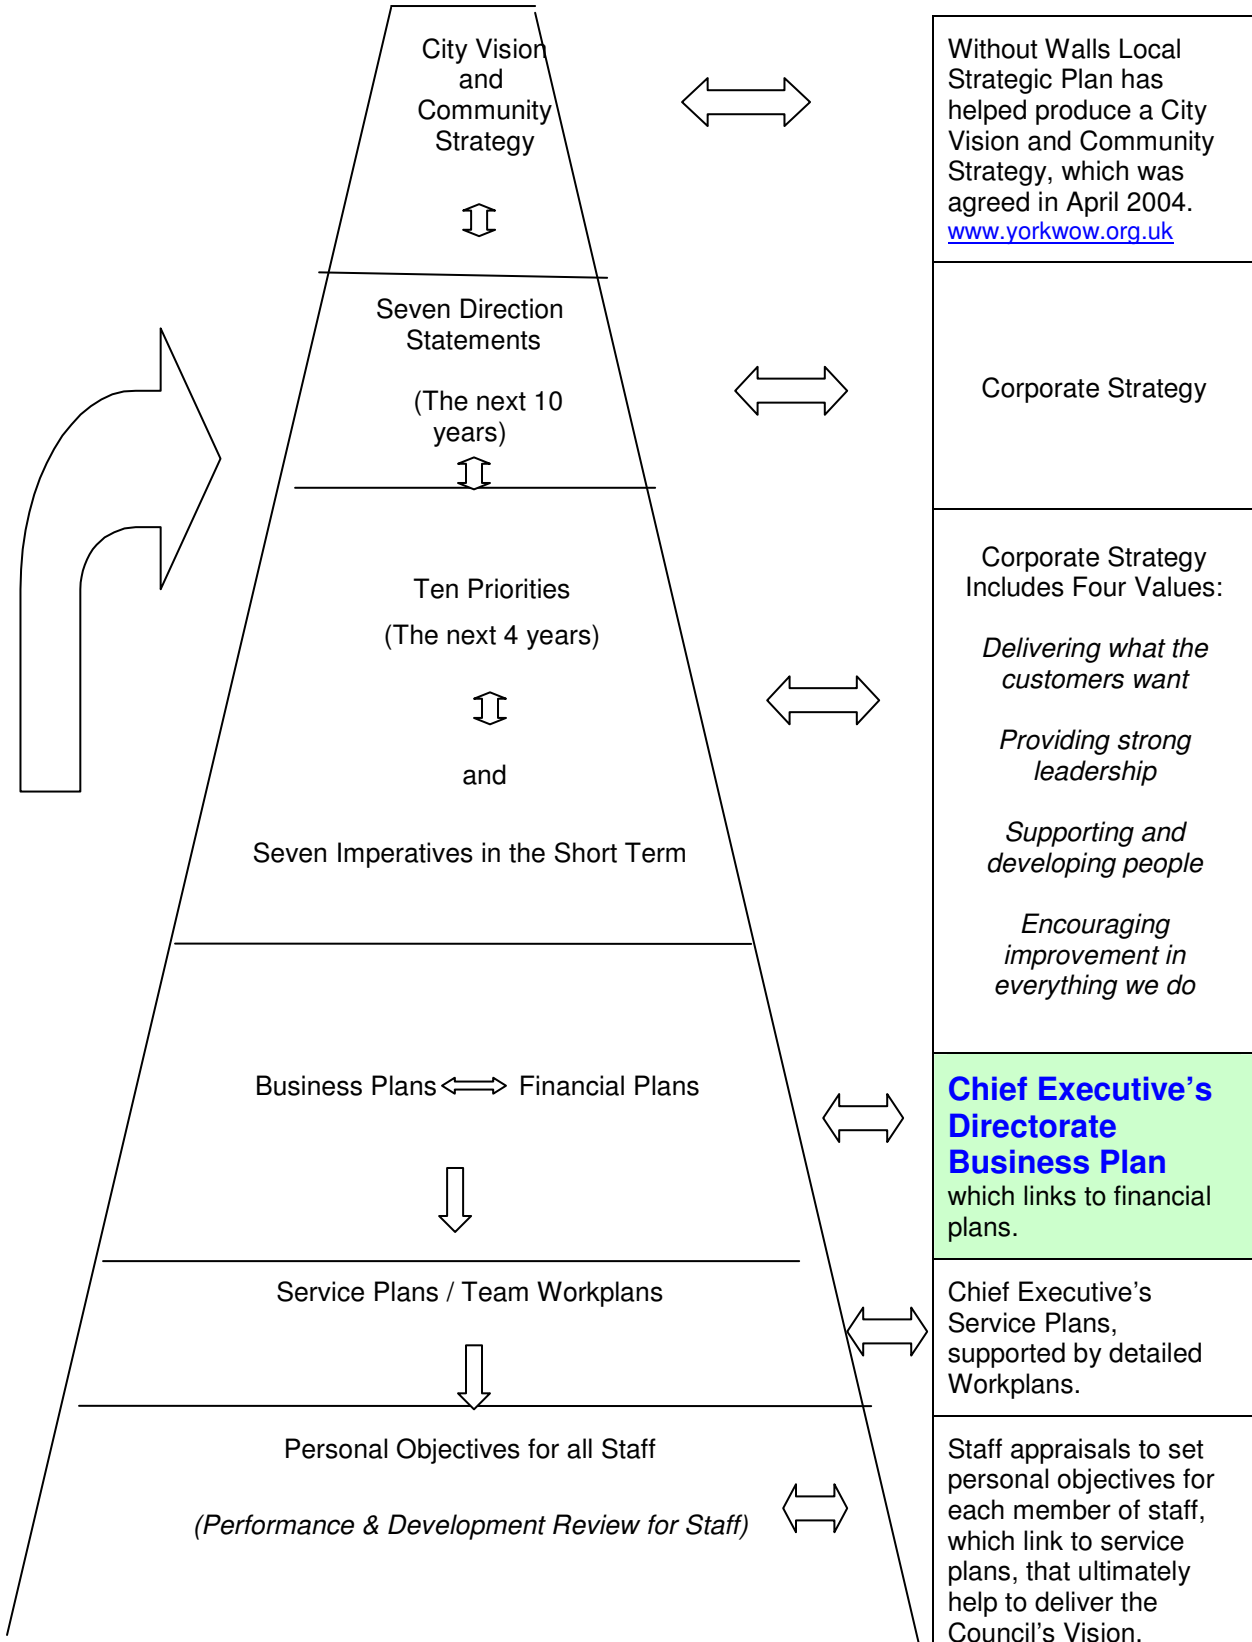 City Vision
and
Community
Strategy
Without Walls Local
Strategic Plan has
helped produce a City
Vision and Community
Strategy, which was
agreed in April 2004.
www.yorkwow.org.uk
Seven Direction
Statements
(The next 10
years)
Corporate Strategy
Ten Priorities
(The next 4 years)
and
Seven Imperatives in the Short Term
Corporate Strategy
Includes Four Values:
Delivering what the
customers want
Providing strong
leadership
Supporting and
developing people
Encouraging
improvement in
everything we do
Business Plans Financial Plans
Chief Executive's
Directorate
Business Plan
which links to financial
plans.
Service Plans / Team Workplans
Chief Executive's
Service Plans,
supported by detailed
Workplans.
Personal Objectives for all Staff
(Performance & Development Review for Staff)
Staff appraisals to set
personal objectives for
each member of staff,
which link to service
plans, that ultimately
help to deliver the
Council's Vision.